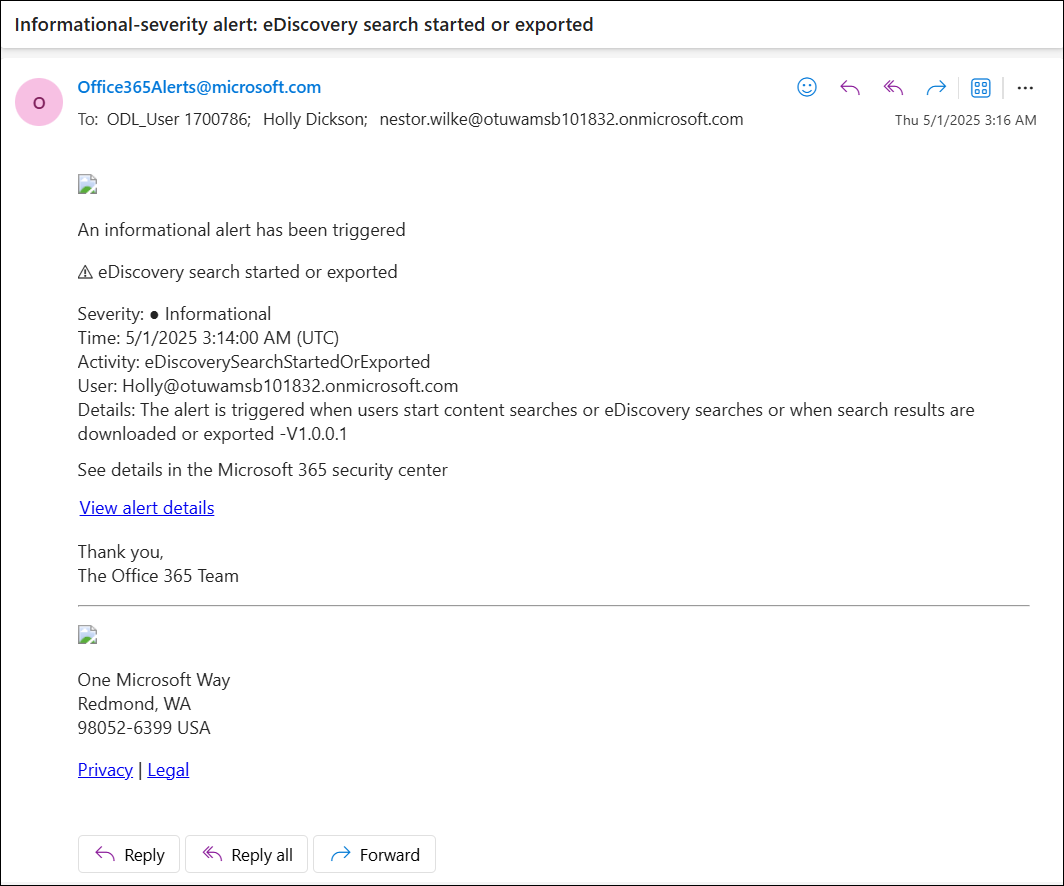 Informational-severity alert: eDiscovery search started or exported
O
Office365Alerts@microsoft.com
To: ODL_User 1700786; Holly Dickson; nestor.wilke@otuwamsb101832.onmicrosoft.com
Thu 5/1/2025 3:16 AM
An informational alert has been triggered
⚠ eDiscovery search started or exported
Severity: ● Informational
Time: 5/1/2025 3:14:00 AM (UTC)
Activity: eDiscoverySearchStartedOrExported
User: Holly@otuwamsb101832.onmicrosoft.com
Details: The alert is triggered when users start content searches or eDiscovery searches or when search results are
downloaded or exported -V1.0.0.1
See details in the Microsoft 365 security center
View alert details
Thank you,
The Office 365 Team
One Microsoft Way
Redmond, WA
98052-6399 USA
Privacy | Legal
Reply Reply all Forward